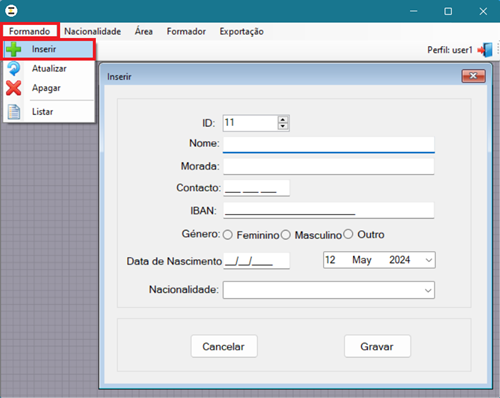 Formando Nacionalidade Área Formador Exportação
Inserir
Perfil: user1
Atualizar
Apagar
Listar
Inserir
ID: 11
Nome:
Morada:
Contacto: ___ ___ ___
IBAN: _________________________
Género: Feminino Masculino Outro
Data de Nascimento __/__/____ 12 May 2024
Nacionalidade:
Cancelar Gravar